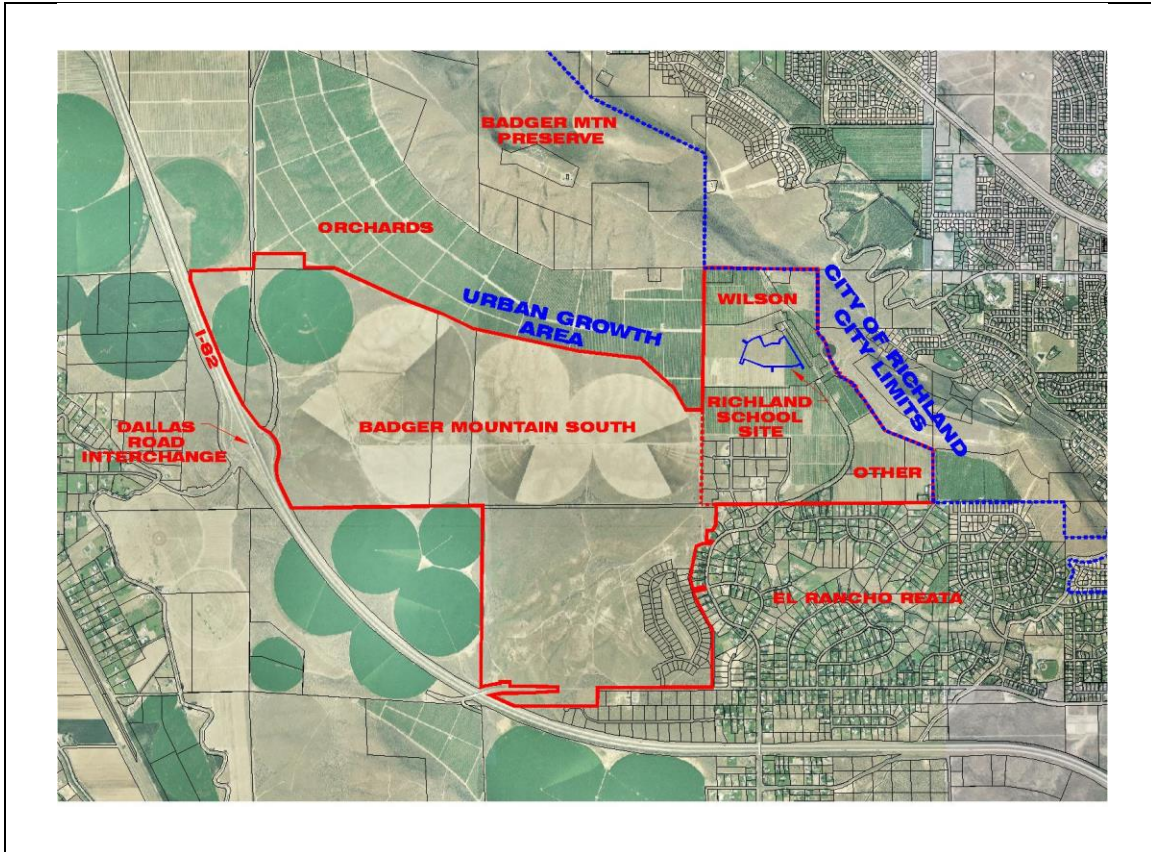 BADGER MTN
PRESERVE
ORCHARDS
URBAN GROWTH
AREA
WILSON
CITY OF RICHLAND
CITY LIMITS
I-82
RICHLAND
SCHOOL
SITE
DALLAS
ROAD
INTERCHANGE
BADGER MOUNTAIN SOUTH
OTHER
EL RANCHO REATA